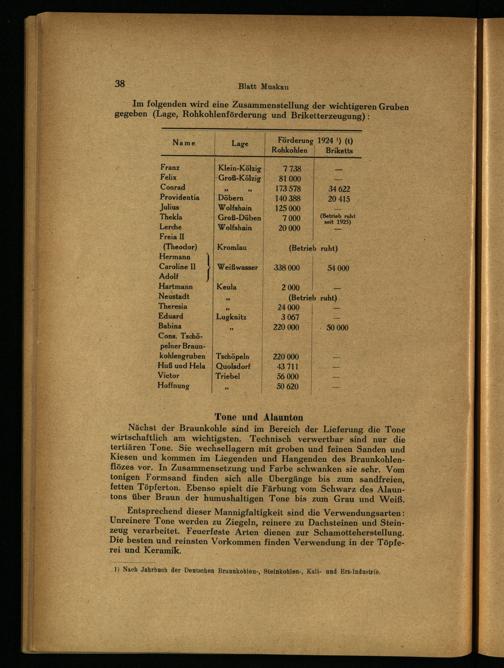 38
Blatt Muskau
Im folgenden wird eine Zusammenstellung der wichtigeren Gruben
gegeben (Lage, Rohkohlenförderung und Briketterzeugung):
Name Lage Förderung 1924 ¹) (t)
Rohkohlen Briketts
Franz Klein-Kölzig 7 738 —
Felix Groß-Kölzig 81 000 —
Conrad „ „ 173 578 34 622
Providentia Döbern 140 388 20 415
Julius Wolfshain 125 000 —
Thekla Groß-Düben 7 000 (Betrieb ruht seit 1925)
Lerche Wolfshain 20 000 —
Freia II
(Theodor) Kromlau (Betrieb ruht)
Hermann
Caroline II Weißwasser 338 000 54 000
Adolf
Hartmann Keula 2 000 —
Neustadt „ (Betrieb ruht)
Theresia „ 24 000 —
Eduard Lugknitz 3 067 —
Babina „ 220 000 50 000
Cons. Tschö-
pelner Braun-
kohlengruben Tschöpeln 220 000 —
Huß und Hela Quolsdorf 43 711 —
Victor Triebel 56 000 —
Hoffnung „ 50 620 —
Tone und Alaunton
Nächst der Braunkohle sind im Bereich der Lieferung die Tone
wirtschaftlich am wichtigsten. Technisch verwertbar sind nur die
tertiären Tone. Sie wechsellagern mit groben und feinen Sanden und
Kiesen und kommen im Liegenden und Hangenden des Braunkohlen-
flözes vor. In Zusammensetzung und Farbe schwanken sie sehr. Vom
tonigen Formsand finden sich alle Übergänge bis zum sandfreien,
fetten Töpferton. Ebenso spielt die Färbung vom Schwarz des Alaun-
tons über Braun der humushaltigen Tone bis zum Grau und Weiß.
Entsprechend dieser Mannigfaltigkeit sind die Verwendungsarten:
Unreinere Tone werden zu Ziegeln, reinere zu Dachsteinen und Stein-
zeug verarbeitet. Feuerfeste Arten dienen zur Schamotteherstellung.
Die besten und reinsten Vorkommen finden Verwendung in der Töpfe-
rei und Keramik.
1) Nach Jahrbuch der Deutschen Braunkohlen-, Steinkohlen-, Kali- und Erz-Industrie.